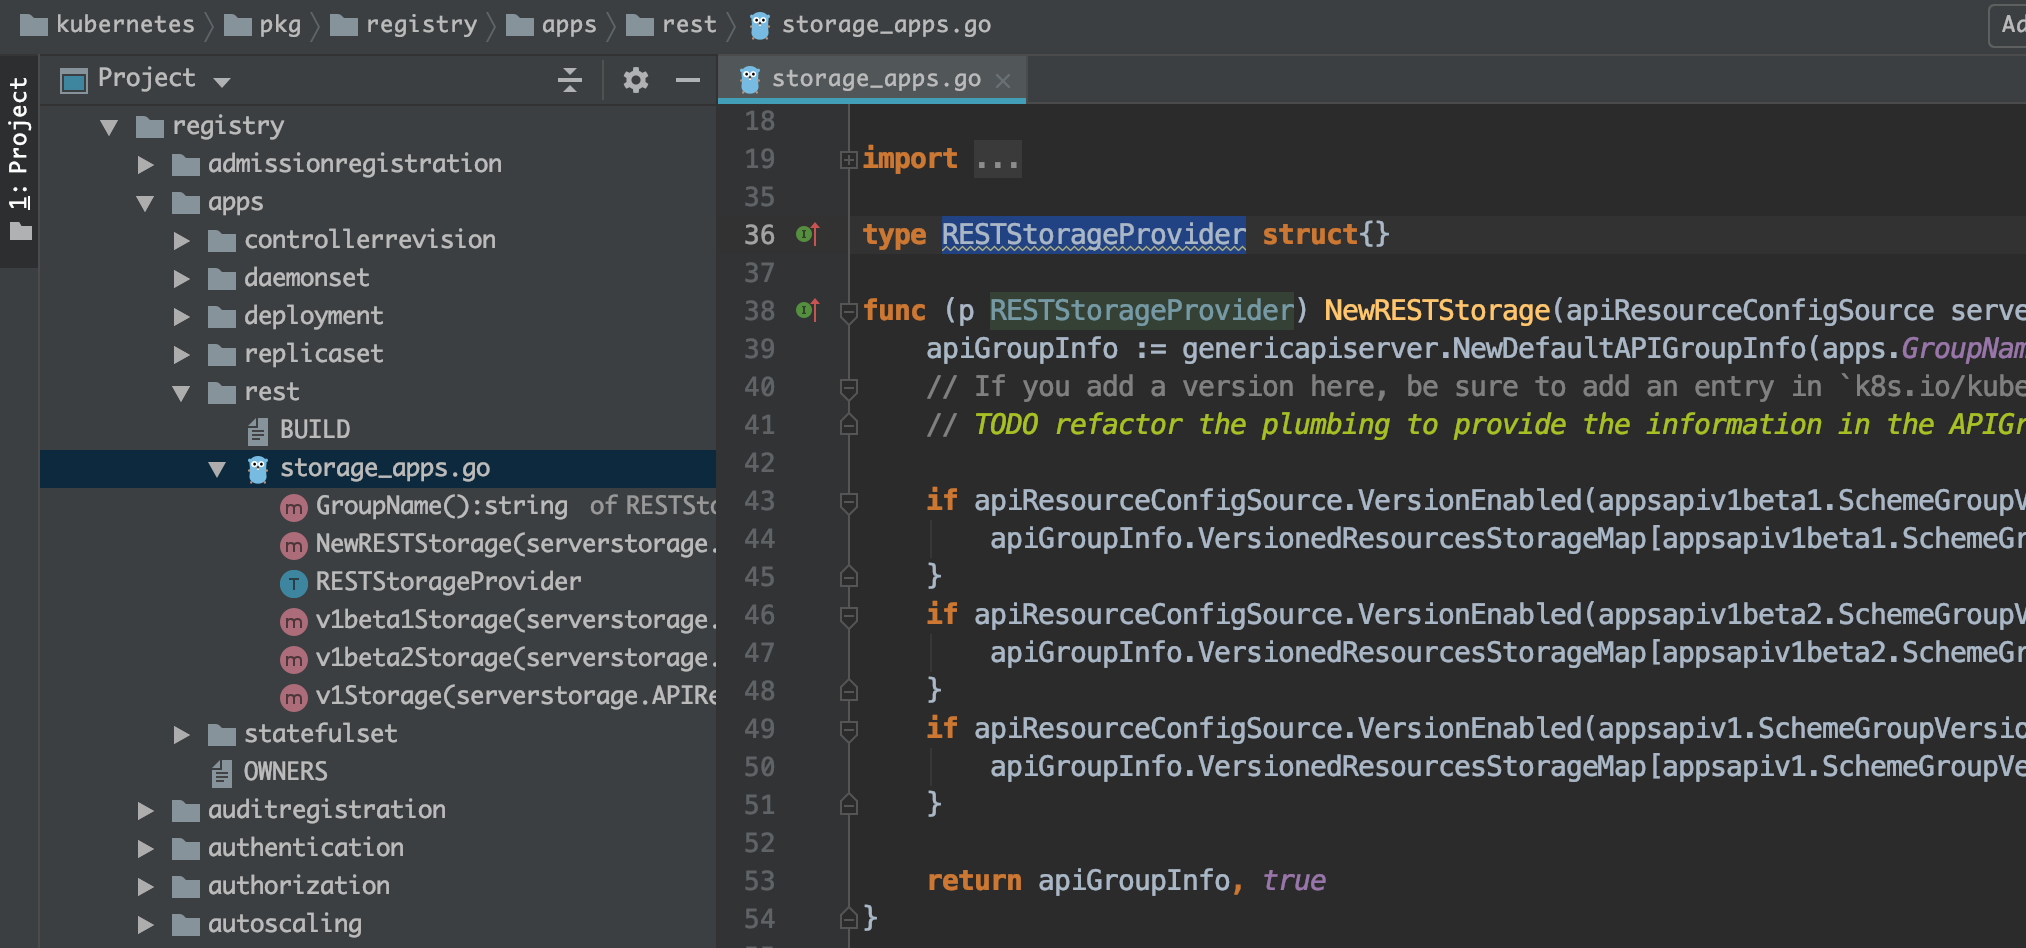 kubernetes pkg registry apps rest storage_apps.go Ad
1: Project
Project
registry
admissionregistration
apps
controllerrevision
daemonset
deployment
replicaset
rest
BUILD
storage_apps.go
GroupName():string of RESTSto
NewRESTStorage(serverstorage.
RESTStorageProvider
v1beta1Storage(serverstorage.
v1beta2Storage(serverstorage.
v1Storage(serverstorage.APIRe
statefulset
OWNERS
auditregistration
authentication
authorization
autoscaling
storage_apps.go
18
19 import ...
35
36 type RESTStorageProvider struct{}
37
38 func (p RESTStorageProvider) NewRESTStorage(apiResourceConfigSource serve
39 apiGroupInfo := genericapiserver.NewDefaultAPIGroupInfo(apps.GroupNam
40 // If you add a version here, be sure to add an entry in `k8s.io/kube
41 // TODO refactor the plumbing to provide the information in the APIGr
42
43 if apiResourceConfigSource.VersionEnabled(appsapiv1beta1.SchemeGroupV
44 apiGroupInfo.VersionedResourcesStorageMap[appsapiv1beta1.SchemeGr
45 }
46 if apiResourceConfigSource.VersionEnabled(appsapiv1beta2.SchemeGroupV
47 apiGroupInfo.VersionedResourcesStorageMap[appsapiv1beta2.SchemeGr
48 }
49 if apiResourceConfigSource.VersionEnabled(appsapiv1.SchemeGroupVersio
50 apiGroupInfo.VersionedResourcesStorageMap[appsapiv1.SchemeGroupVe
51 }
52
53 return apiGroupInfo, true
54 }